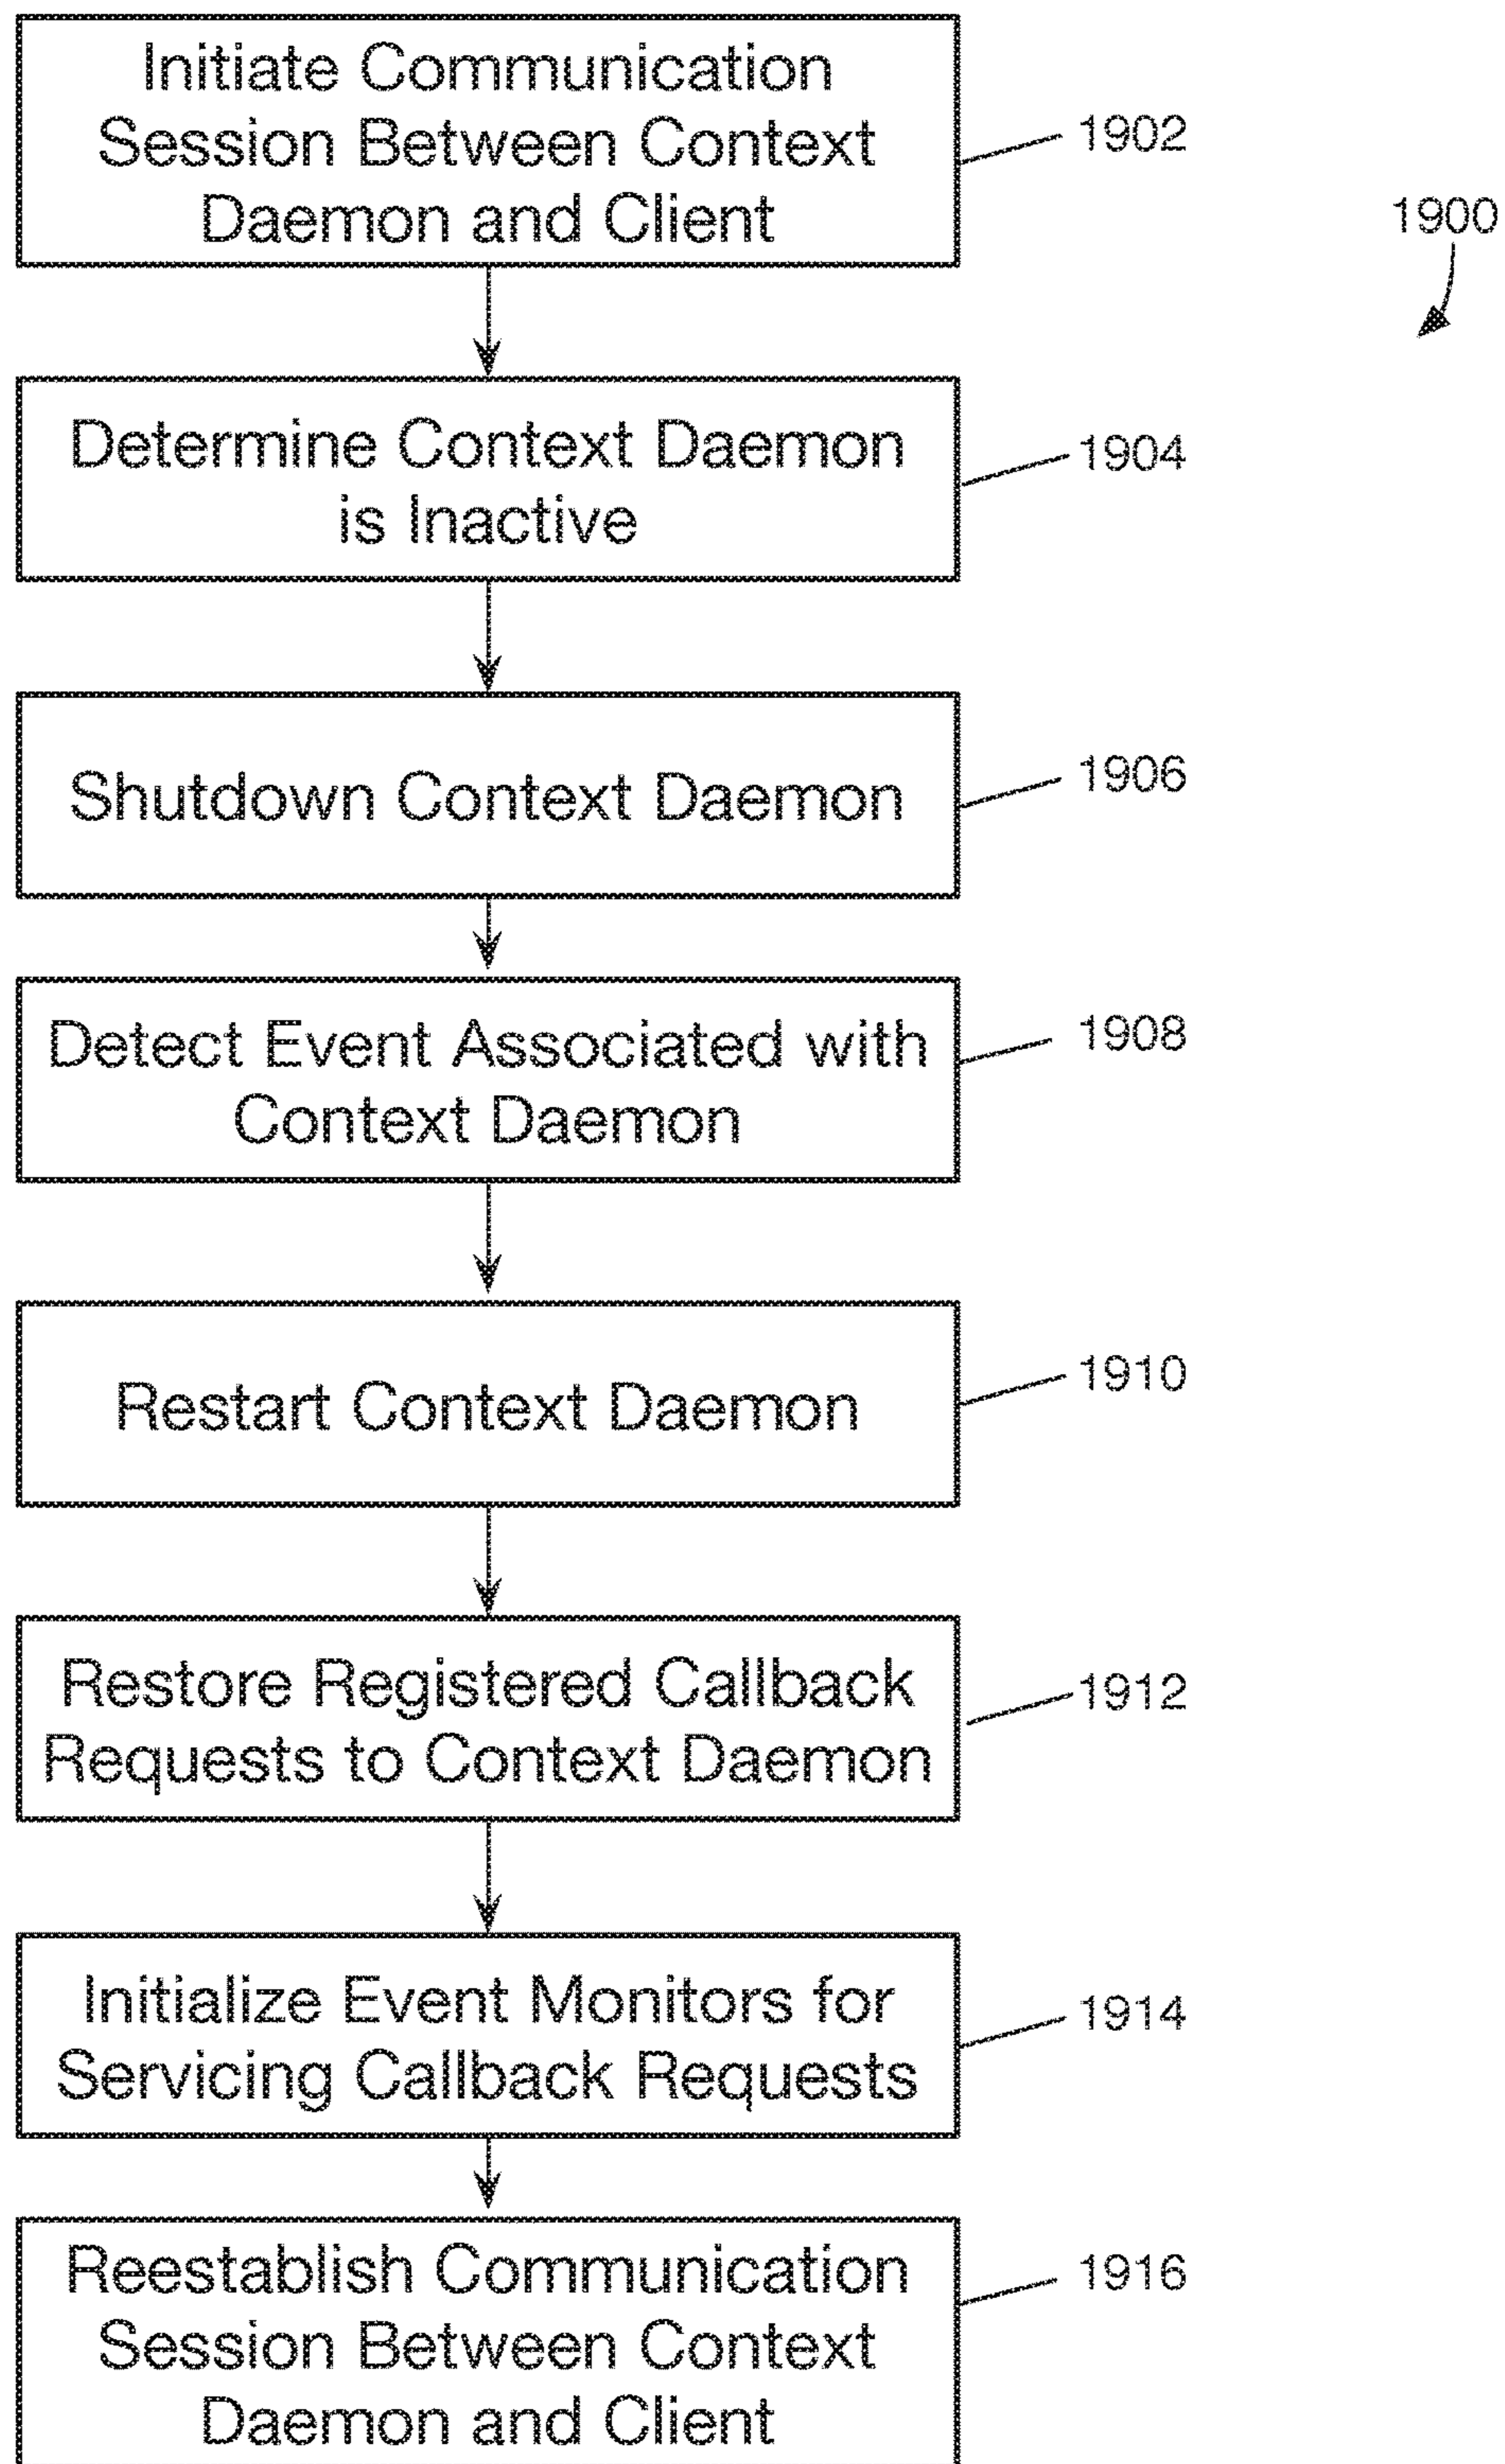 Initiate Communication
Session Between Context
Daemon and Client
1902
1900
Determine Context Daemon
is Inactive
1904
Shutdown Context Daemon
1906
Detect Event Associated with
Context Daemon
1908
Restart Context Daemon
1910
Restore Registered Callback
Requests to Context Daemon
1912
Initialize Event Monitors for
Servicing Callback Requests
1914
Reestablish Communication
Session Between Context
Daemon and Client
1916